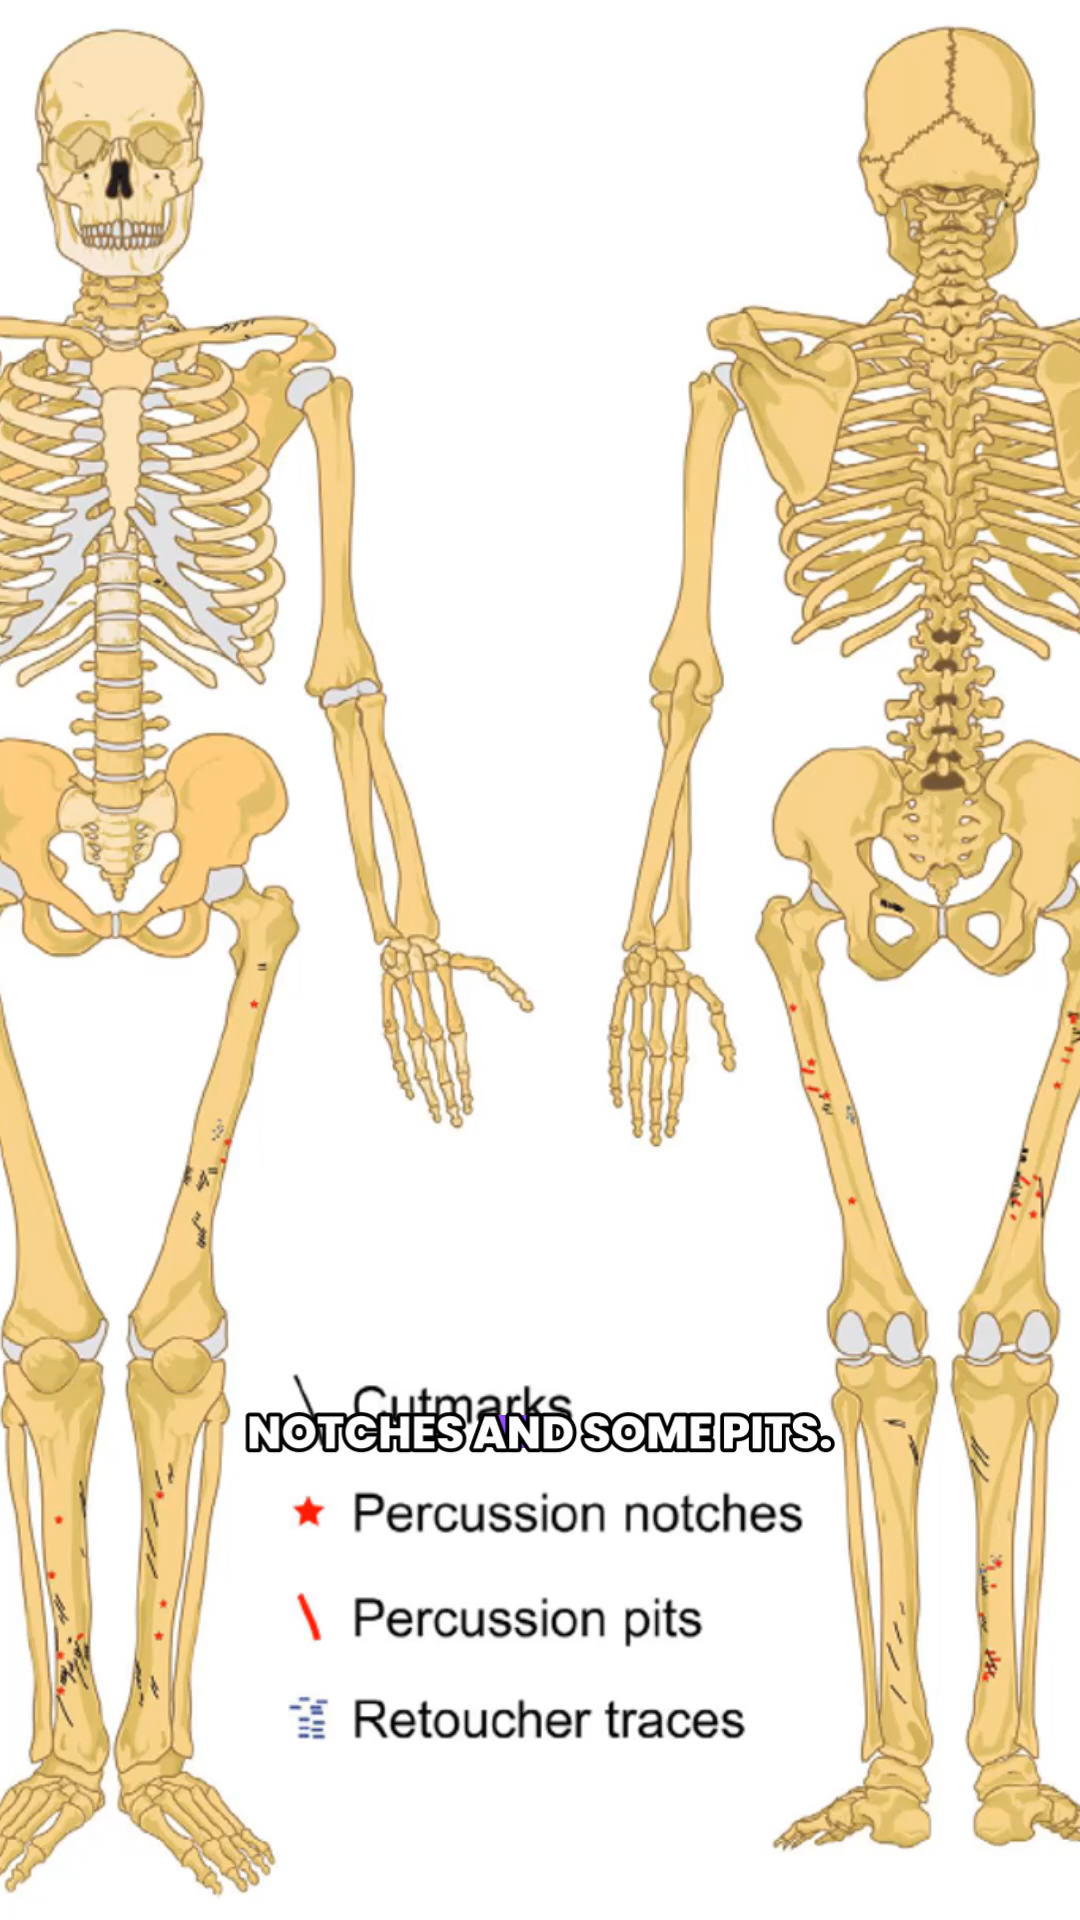 Cutmarks
NOTCHES AND SOME PITS.
Percussion notches
Percussion pits
Retoucher traces